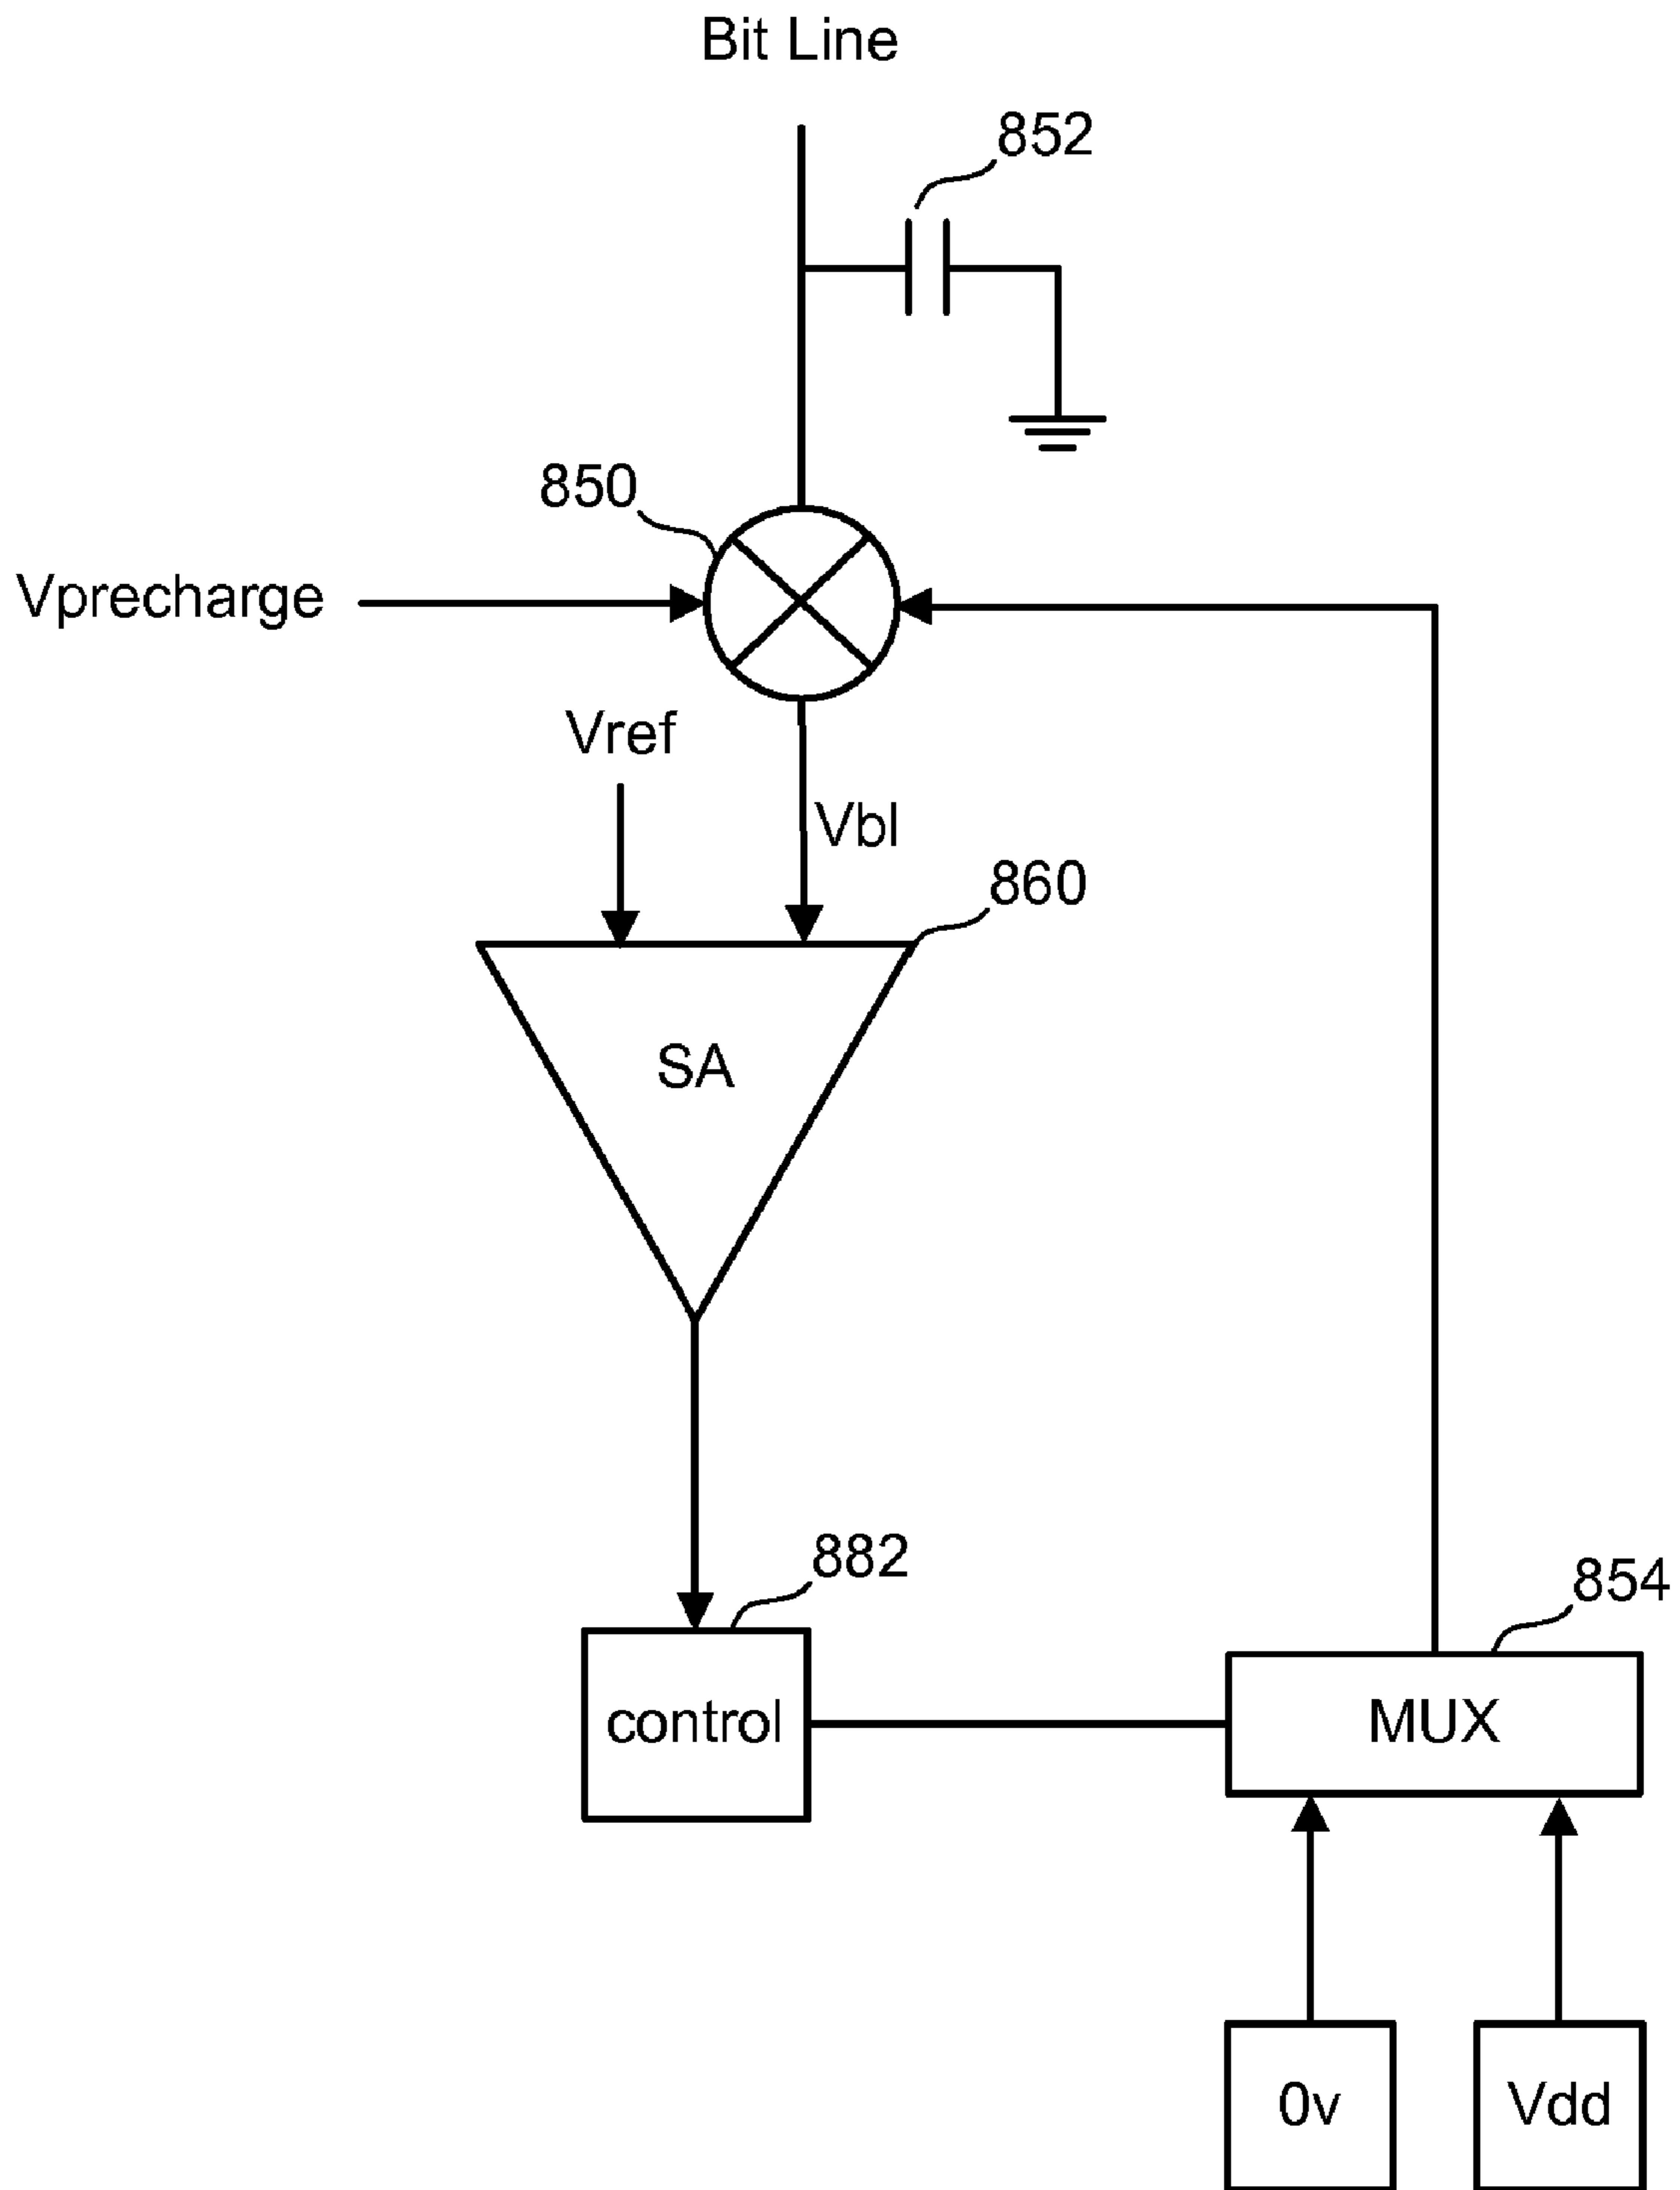 Bit Line
852
850
Vprecharge
Vref
Vbl
860
SA
882
854
control
MUX
0v
Vdd